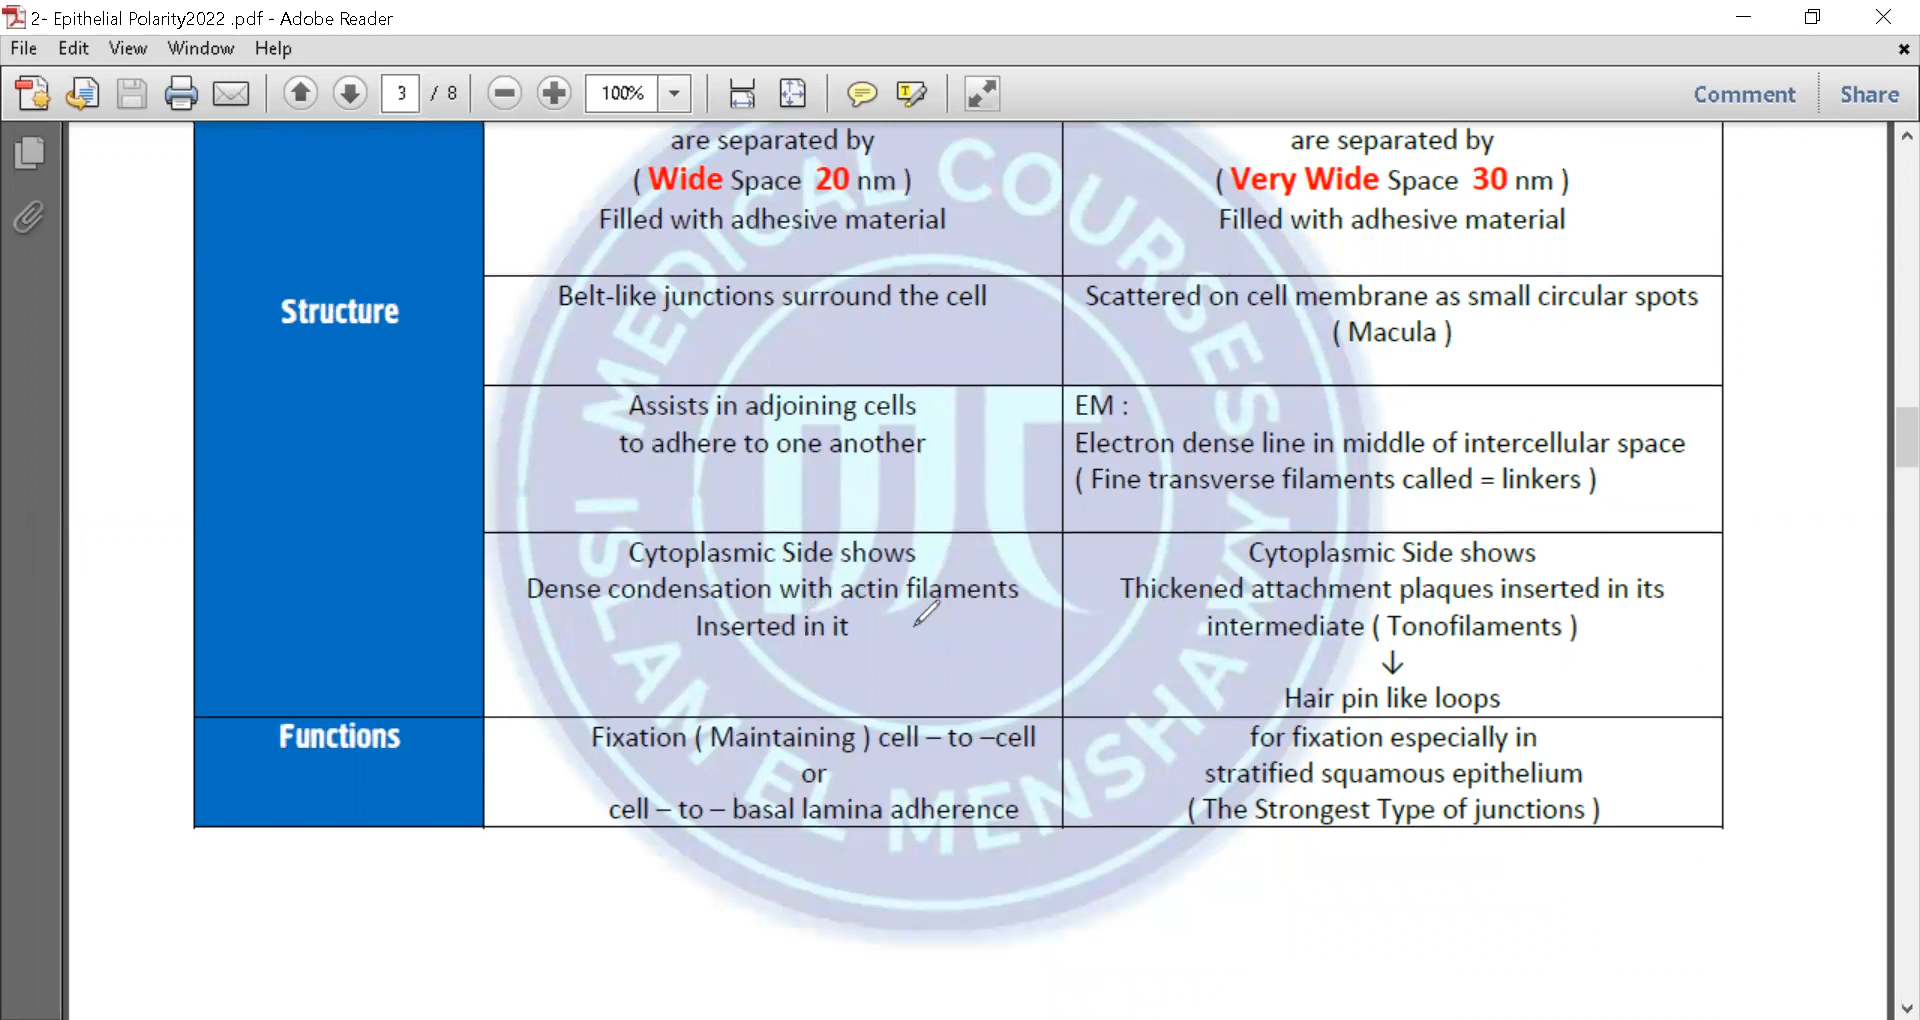 2- Epithelial Polarity2022 .pdf - Adobe Reader
File Edit View Window Help
3 / 8 100% Comment Share
are separated by
( Wide Space 20 nm )
Filled with adhesive material
are separated by
( Very Wide Space 30 nm )
Filled with adhesive material
Structure
Belt-like junctions surround the cell
Scattered on cell membrane as small circular spots
( Macula )
Assists in adjoining cells
to adhere to one another
EM :
Electron dense line in middle of intercellular space
( Fine transverse filaments called = linkers )
Cytoplasmic Side shows
Dense condensation with actin filaments
Inserted in it
Cytoplasmic Side shows
Thickened attachment plaques inserted in its
intermediate ( Tonofilaments )
↓
Hair pin like loops
Functions
Fixation ( Maintaining ) cell – to –cell
or
cell – to – basal lamina adherence
for fixation especially in
stratified squamous epithelium
( The Strongest Type of junctions )
MEDICAL COURSES
ISLAM EL MENSHAWY
mc